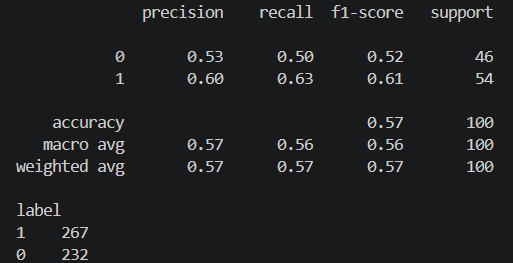 precision recall f1-score support
0 0.53 0.50 0.52 46
1 0.60 0.63 0.61 54
accuracy 0.57 100
macro avg 0.57 0.56 0.56 100
weighted avg 0.57 0.57 0.57 100
label
1 267
0 232